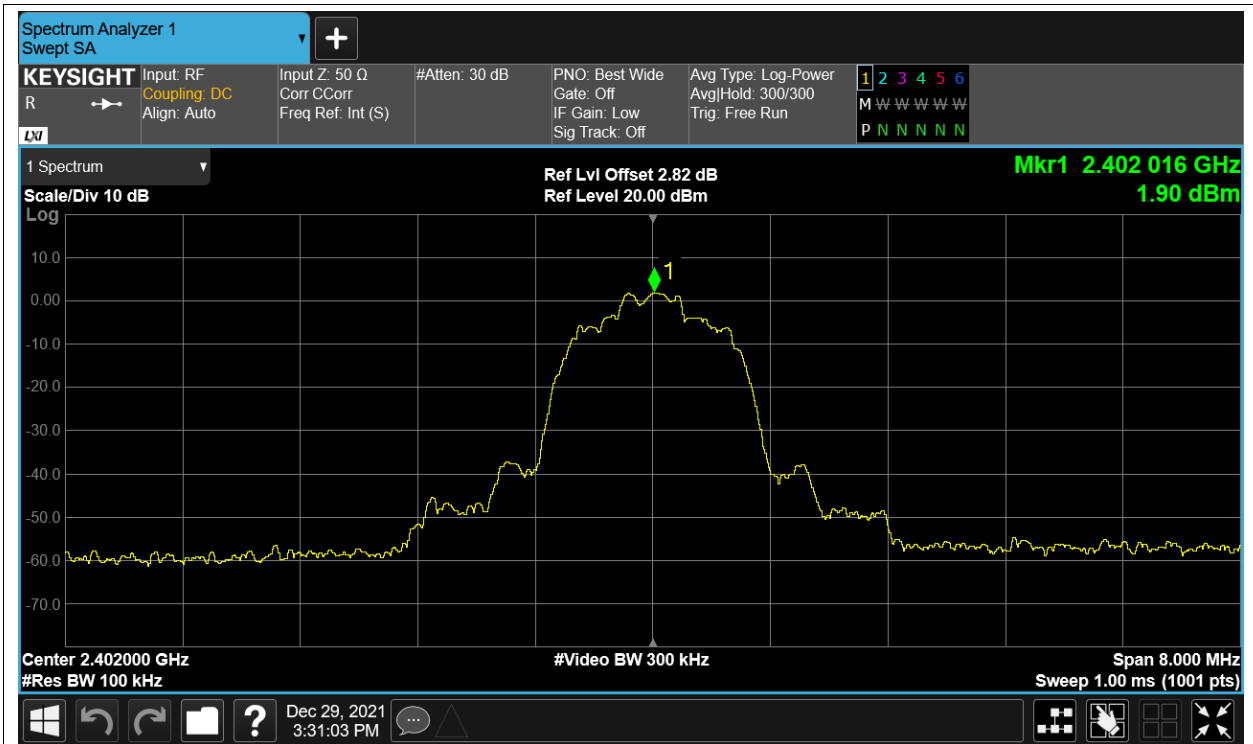 Spectrum Analyzer 1
Swept SA
KEYSIGHT
R
LXI
Input: RF
Coupling: DC
Align: Auto
Input Z: 50 Ω
Corr CCorr
Freq Ref: Int (S)
#Atten: 30 dB
PNO: Best Wide
Gate: Off
IF Gain: Low
Sig Track: Off
Avg Type: Log-Power
Avg|Hold: 300/300
Trig: Free Run
1 2 3 4 5 6
M W W W W W
P N N N N N
1 Spectrum
Scale/Div 10 dB
Log
Ref Lvl Offset 2.82 dB
Ref Level 20.00 dBm
Mkr1 2.402 016 GHz
1.90 dBm
1
10.0
0.00
-10.0
-20.0
-30.0
-40.0
-50.0
-60.0
-70.0
Center 2.402000 GHz
#Res BW 100 kHz
#Video BW 300 kHz
Span 8.000 MHz
Sweep 1.00 ms (1001 pts)
?
Dec 29, 2021
3:31:03 PM